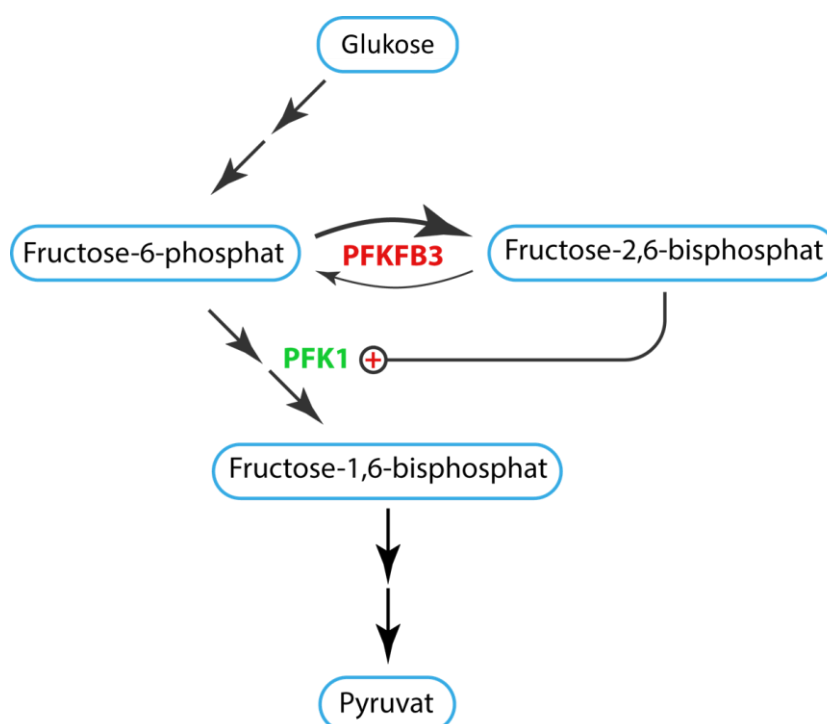 Glukose
Fructose-6-phosphat
PFKFB3
Fructose-2,6-bisphosphat
PFK1 +
Fructose-1,6-bisphosphat
Pyruvat